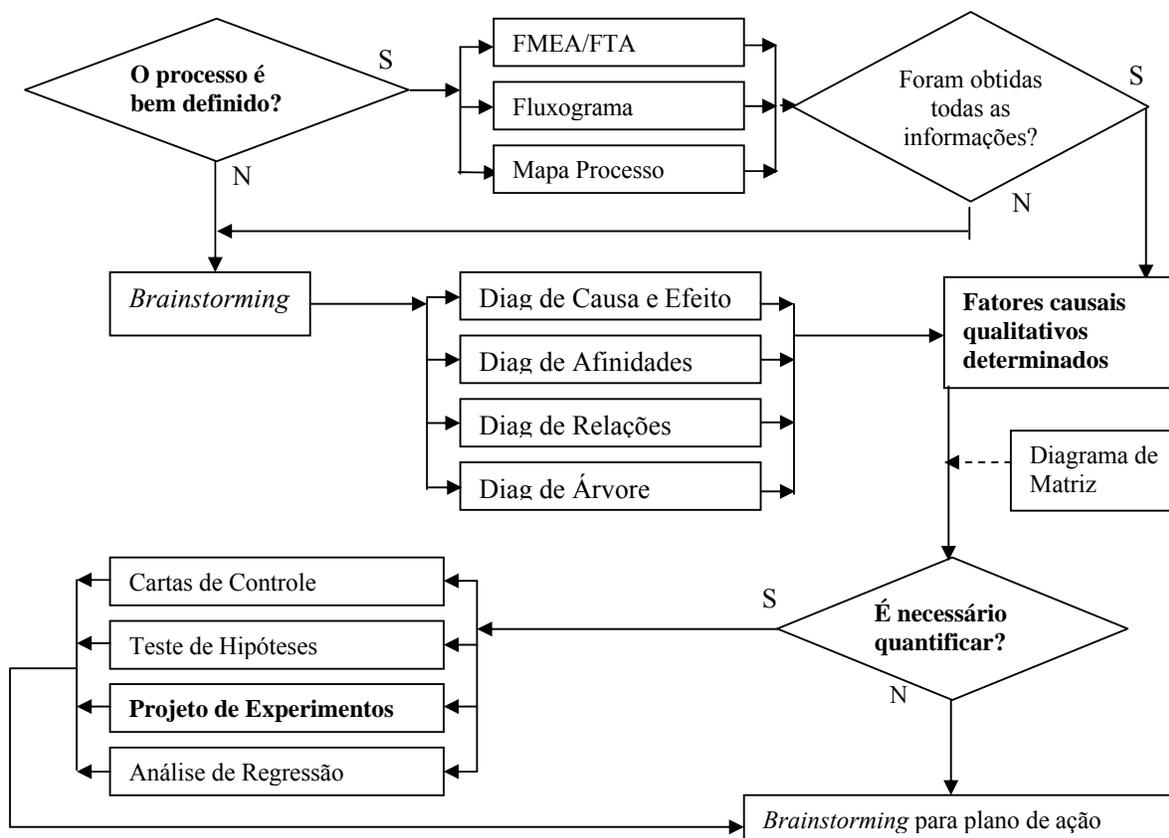 O processo é
bem definido?
S
N
FMEA/FTA
Fluxograma
Mapa Processo
Foram obtidas
todas as
informações?
S
N
Brainstorming
Diag de Causa e Efeito
Diag de Afinidades
Diag de Relações
Diag de Árvore
Fatores causais
qualitativos
determinados
Diagrama de
Matriz
É necessário
quantificar?
S
N
Cartas de Controle
Teste de Hipóteses
Projeto de Experimentos
Análise de Regressão
Brainstorming para plano de ação